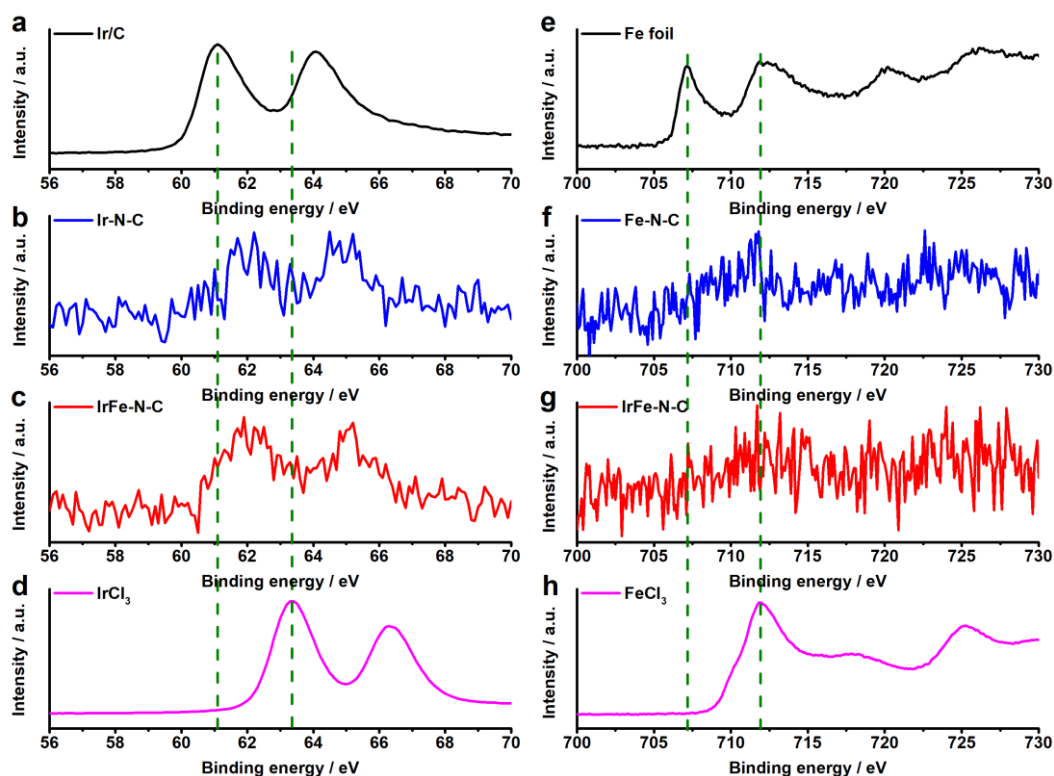 a
Ir/C
Intensity / a.u.
56 58 60 62 64 66 68 70
Binding energy / eV
b
Ir-N-C
Intensity / a.u.
56 58 60 62 64 66 68 70
Binding energy / eV
c
IrFe-N-C
Intensity / a.u.
56 58 60 62 64 66 68 70
Binding energy / eV
d
IrCl3
Intensity / a.u.
56 58 60 62 64 66 68 70
Binding energy / eV
e
Fe foil
Intensity / a.u.
700 705 710 715 720 725 730
Binding energy / eV
f
Fe-N-C
Intensity / a.u.
700 705 710 715 720 725 730
Binding energy / eV
g
IrFe-N-C
Intensity / a.u.
700 705 710 715 720 725 730
Binding energy / eV
h
FeCl3
Intensity / a.u.
700 705 710 715 720 725 730
Binding energy / eV